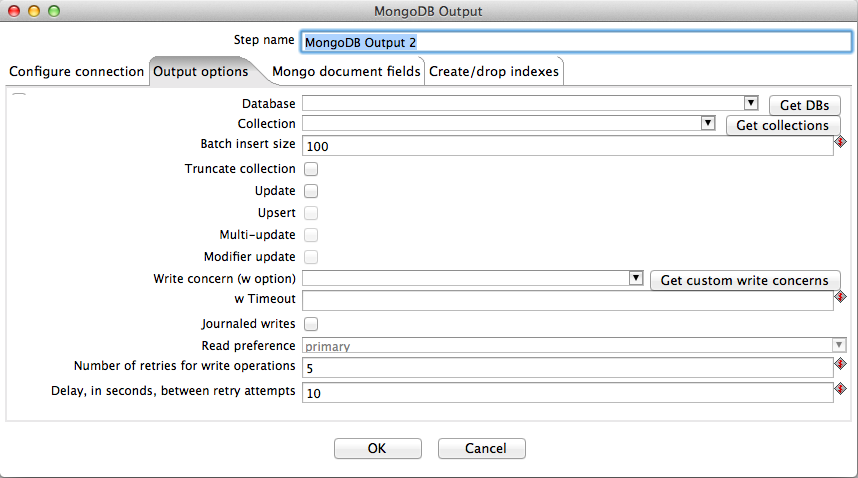 MongoDB Output
Step name MongoDB Output 2
Configure connection Output options Mongo document fields Create/drop indexes
Database Get DBs
Collection Get collections
Batch insert size 100
Truncate collection
Update
Upsert
Multi-update
Modifier update
Write concern (w option) Get custom write concerns
w Timeout
Journaled writes
Read preference primary
Number of retries for write operations 5
Delay, in seconds, between retry attempts 10
OK Cancel